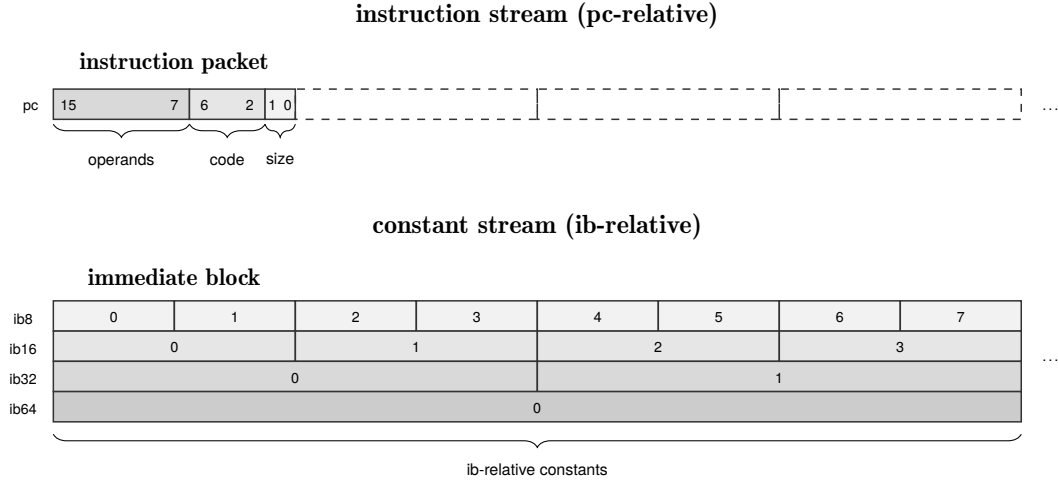 instruction stream (pc-relative)
instruction packet
pc 15 7 6 2 1 0 ...
operands code size
constant stream (ib-relative)
immediate block
ib8 0 1 2 3 4 5 6 7
ib16 0 1 2 3 ...
ib32 0 1
ib64 0
ib-relative constants